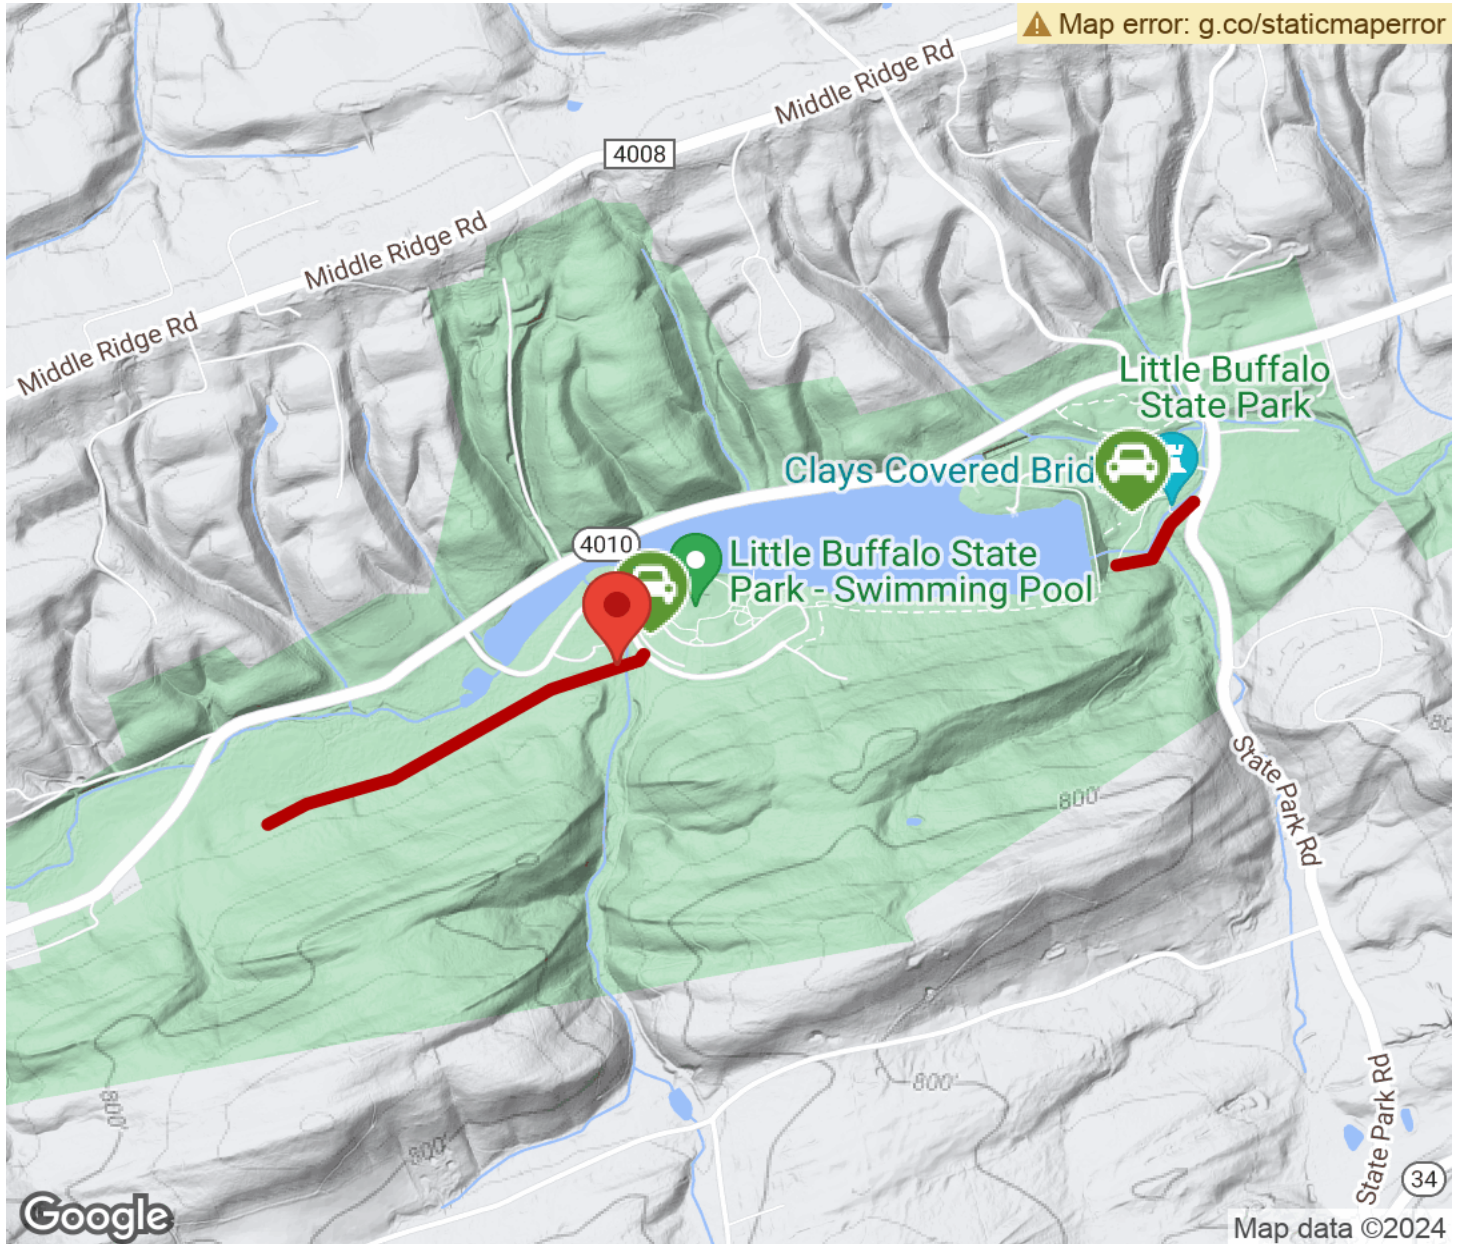 Map error: g.co/staticmaperror
Middle Ridge Rd
4008
Middle Ridge Rd
Middle Ridge Rd
Little Buffalo
State Park
Clays Covered Brid
4010
Little Buffalo State
Park - Swimming Pool
State Park Rd
800'
800'
800'
800'
State Park Rd
34
Google
Map data ©2024